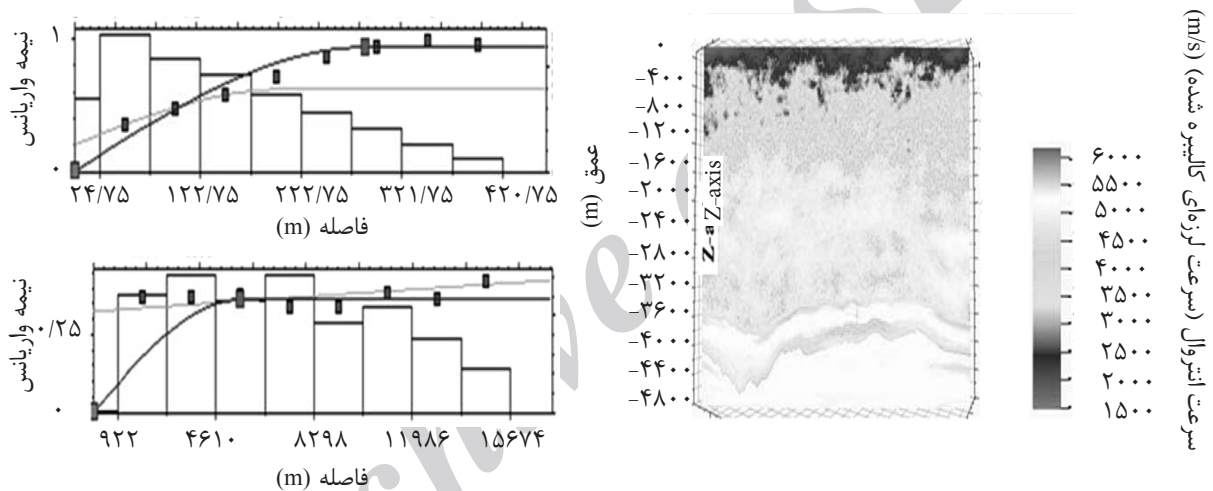 نیمه واریانس
۱
۰
۲۴/۷۵ ۱۲۲/۷۵ ۲۲۲/۷۵ ۳۲۱/۷۵ ۴۲۰/۷۵
فاصله (m)
نیمه واریانس
۰/۲۵
۰
۹۲۲ ۴۶۱۰ ۸۲۹۸ ۱۱۹۸۶ ۱۵۶۷۴
فاصله (m)
عمق (m)
۰
-۴۰۰
-۸۰۰
-۱۲۰۰
-۱۶۰۰
-۲۰۰۰
-۲۴۰۰
-۲۸۰۰
-۳۲۰۰
-۳۶۰۰
-۴۰۰۰
-۴۴۰۰
-۴۸۰۰
Z-a
Z-axis
۶۰۰۰
۵۵۰۰
۵۰۰۰
۴۵۰۰
۴۰۰۰
۳۵۰۰
۳۰۰۰
۲۵۰۰
۲۰۰۰
۱۵۰۰
سرعت انتروال (سرعت لرزه‌ای کالیبره شده) (m/s)